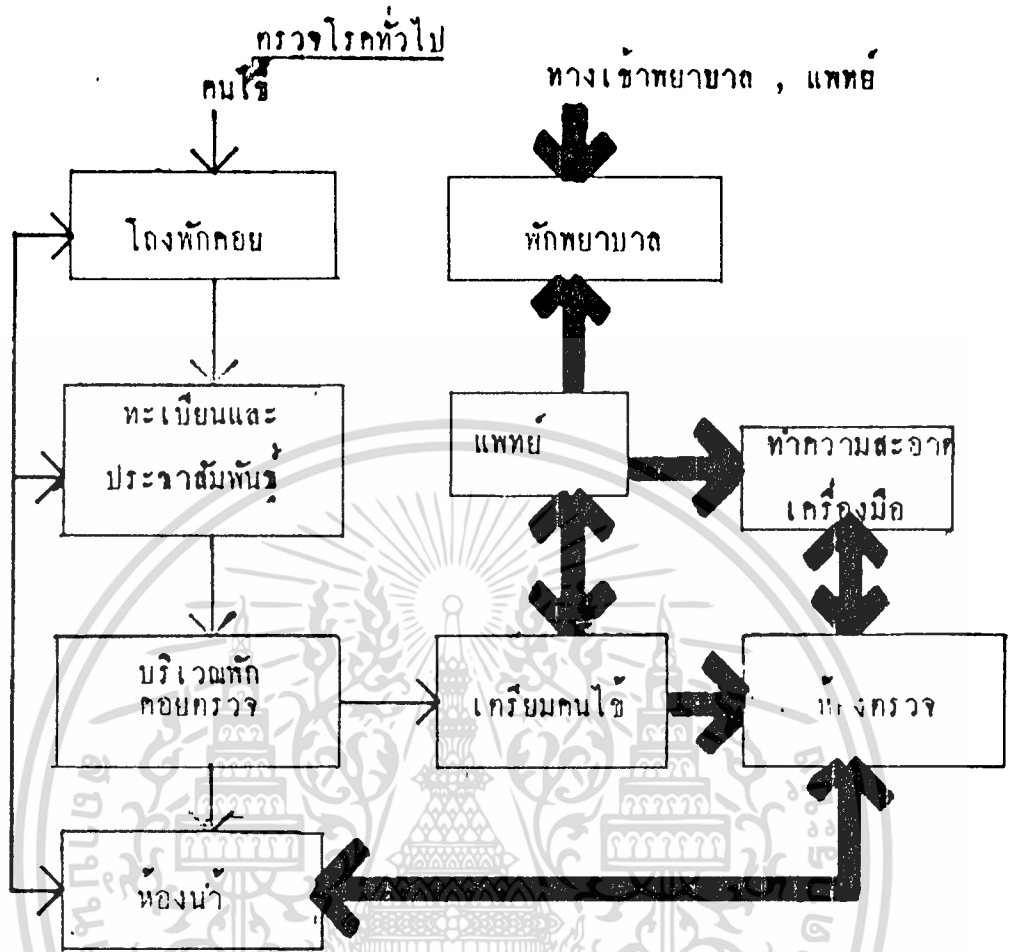 ตรวจโรคทั่วไป
คนไข้
ทางเข้าพยาบาล , แพทย์
โถงพักคอย
พักพยาบาล
ทะเบียนและ
ประชาสัมพันธ์
แพทย์
ทำความสะอาด
เครื่องมือ
บริเวณพัก
คอยตรวจ
เตรียมคนไข้
ห้องตรวจ
ห้องน้ำ